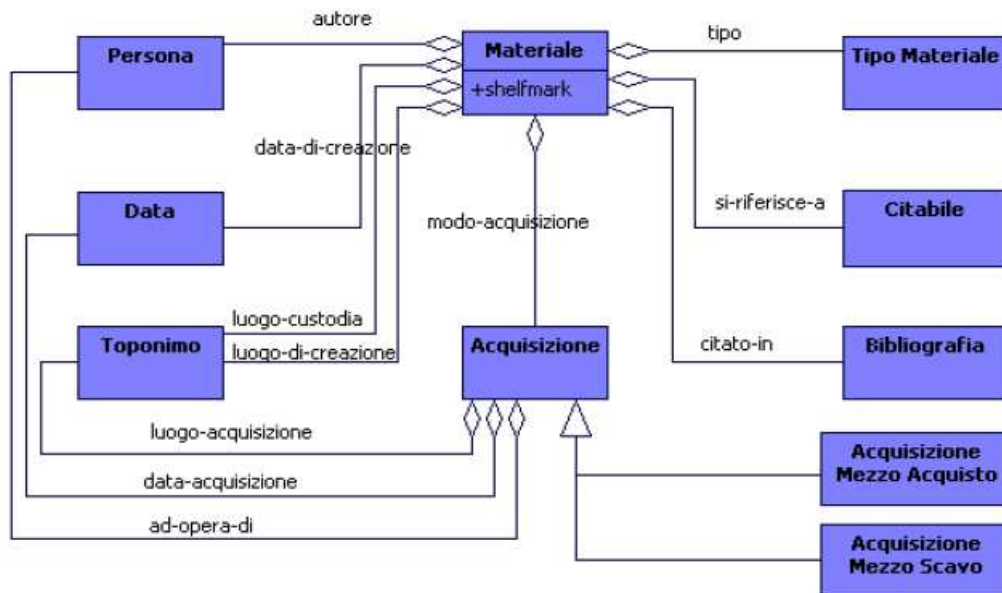 autore
tipo
Persona
Materiale
Tipo Materiale
+shelfmark
data-di-creazione
Data
si-riferisce-a
Citabile
modo-acquisizione
luogo-custodia
Toponimo
luogo-di-creazione
Acquisizione
citato-in
Bibliografia
luogo-acquisizione
Acquisizione
Mezzo Acquisto
data-acquisizione
ad-opera-di
Acquisizione
Mezzo Scavo